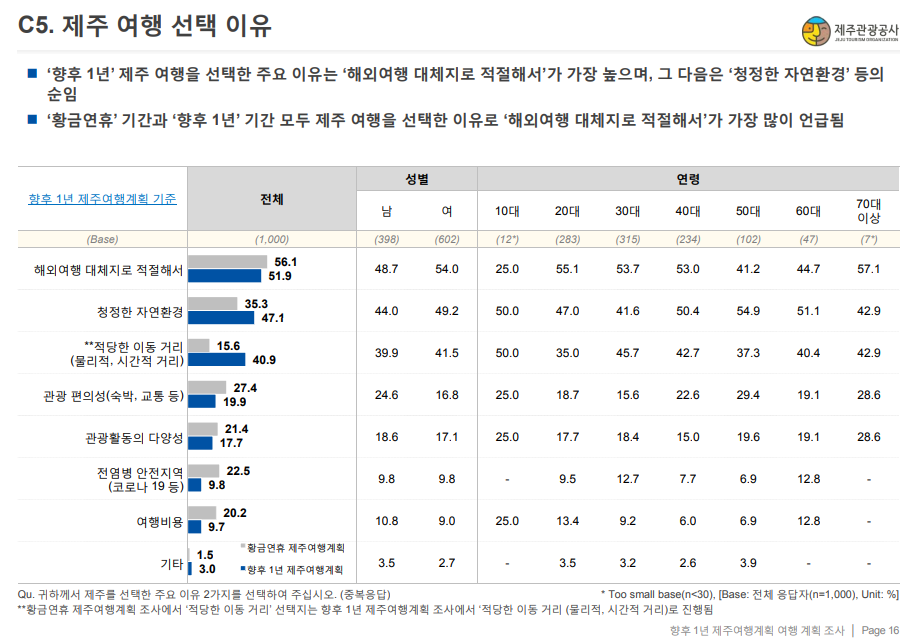 C5. 제주 여행 선택 이유
제주관광공사
JEJU TOURISM ORGANIZATION
■ ‘향후 1년’ 제주 여행을 선택한 주요 이유는 ‘해외여행 대체지로 적절해서’가 가장 높으며, 그 다음은 ‘청정한 자연환경’ 등의
순임
■ ‘황금연휴’ 기간과 ‘향후 1년’ 기간 모두 제주 여행을 선택한 이유로 ‘해외여행 대체지로 적절해서’가 가장 많이 언급됨
향후 1년 제주여행계획 기준 전체 성별 연령
남 여 10대 20대 30대 40대 50대 60대 70대
이상
(Base) (1,000) (398) (602) (12*) (283) (315) (234) (102) (47) (7*)
해외여행 대체지로 적절해서 56.1
51.9 48.7 54.0 25.0 55.1 53.7 53.0 41.2 44.7 57.1
청정한 자연환경 35.3
47.1 44.0 49.2 50.0 47.0 41.6 50.4 54.9 51.1 42.9
**적당한 이동 거리 15.6
(물리적, 시간적 거리) 40.9 39.9 41.5 50.0 35.0 45.7 42.7 37.3 40.4 42.9
관광 편의성(숙박, 교통 등) 27.4
19.9 24.6 16.8 25.0 18.7 15.6 22.6 29.4 19.1 28.6
관광활동의 다양성 21.4
17.7 18.6 17.1 25.0 17.7 18.4 15.0 19.6 19.1 28.6
전염병 안전지역 22.5
(코로나 19 등) 9.8 9.8 9.8 - 9.5 12.7 7.7 6.9 12.8 -
여행비용 20.2
9.7 10.8 9.0 25.0 13.4 9.2 6.0 6.9 12.8 -
기타 1.5
3.0 3.5 2.7 - 3.5 3.2 2.6 3.9 - -
■황금연휴 제주여행계획
■향후 1년 제주여행계획
Qu. 귀하께서 제주를 선택한 주요 이유 2가지를 선택하여 주십시오. (중복응답) * Too small base(n<30), [Base: 전체 응답자(n=1,000), Unit: %]
**황금연휴 제주여행계획 조사에서 ‘적당한 이동 거리’ 선택지는 향후 1년 제주여행계획 조사에서 ‘적당한 이동 거리 (물리적, 시간적 거리)로 진행됨
향후 1년 제주여행계획 여행 계획 조사 | Page 16